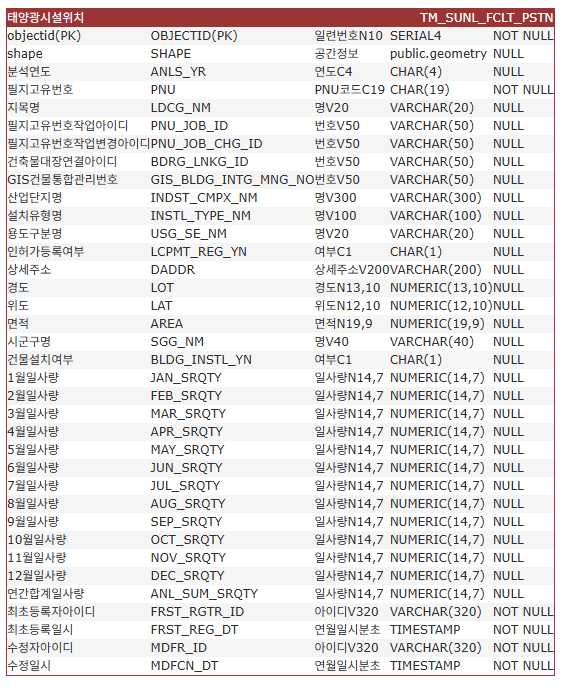 태양광시설위치 TM_SUNL_FCLT_PSTN
objectid(PK) OBJECTID(PK) 일련번호N10 SERIAL4 NOT NULL
shape SHAPE 공간정보 public.geometry NULL
분석연도 ANLS_YR 연도C4 CHAR(4) NULL
필지고유번호 PNU PNU코드C19 CHAR(19) NOT NULL
지목명 LDCG_NM 명V20 VARCHAR(20) NULL
필지고유번호작업아이디 PNU_JOB_ID 번호V50 VARCHAR(50) NULL
필지고유번호작업변경아이디 PNU_JOB_CHG_ID 번호V50 VARCHAR(50) NULL
건축물대장연결아이디 BDRG_LNKG_ID 번호V50 VARCHAR(50) NULL
GIS건물통합관리번호 GIS_BLDG_INTG_MNG_NO 번호V50 VARCHAR(50) NULL
산업단지명 INDST_CMPX_NM 명V300 VARCHAR(300) NULL
설치유형명 INSTL_TYPE_NM 명V100 VARCHAR(100) NULL
용도구분명 USG_SE_NM 명V20 VARCHAR(20) NULL
인허가등록여부 LCPMT_REG_YN 여부C1 CHAR(1) NULL
상세주소 DADDR 상세주소V200 VARCHAR(200) NULL
경도 LOT 경도N13,10 NUMERIC(13,10) NULL
위도 LAT 위도N12,10 NUMERIC(12,10) NULL
면적 AREA 면적N19,9 NUMERIC(19,9) NULL
시군구명 SGG_NM 명V40 VARCHAR(40) NULL
건물설치여부 BLDG_INSTL_YN 여부C1 CHAR(1) NULL
1월일사량 JAN_SRQTY 일사량N14,7 NUMERIC(14,7) NULL
2월일사량 FEB_SRQTY 일사량N14,7 NUMERIC(14,7) NULL
3월일사량 MAR_SRQTY 일사량N14,7 NUMERIC(14,7) NULL
4월일사량 APR_SRQTY 일사량N14,7 NUMERIC(14,7) NULL
5월일사량 MAY_SRQTY 일사량N14,7 NUMERIC(14,7) NULL
6월일사량 JUN_SRQTY 일사량N14,7 NUMERIC(14,7) NULL
7월일사량 JUL_SRQTY 일사량N14,7 NUMERIC(14,7) NULL
8월일사량 AUG_SRQTY 일사량N14,7 NUMERIC(14,7) NULL
9월일사량 SEP_SRQTY 일사량N14,7 NUMERIC(14,7) NULL
10월일사량 OCT_SRQTY 일사량N14,7 NUMERIC(14,7) NULL
11월일사량 NOV_SRQTY 일사량N14,7 NUMERIC(14,7) NULL
12월일사량 DEC_SRQTY 일사량N14,7 NUMERIC(14,7) NULL
연간합계일사량 ANL_SUM_SRQTY 일사량N14,7 NUMERIC(14,7) NULL
최초등록자아이디 FRST_RGTR_ID 아이디V320 VARCHAR(320) NOT NULL
최초등록일시 FRST_REG_DT 연월일시분초 TIMESTAMP NOT NULL
수정자아이디 MDFR_ID 아이디V320 VARCHAR(320) NOT NULL
수정일시 MDFCN_DT 연월일시분초 TIMESTAMP NOT NULL